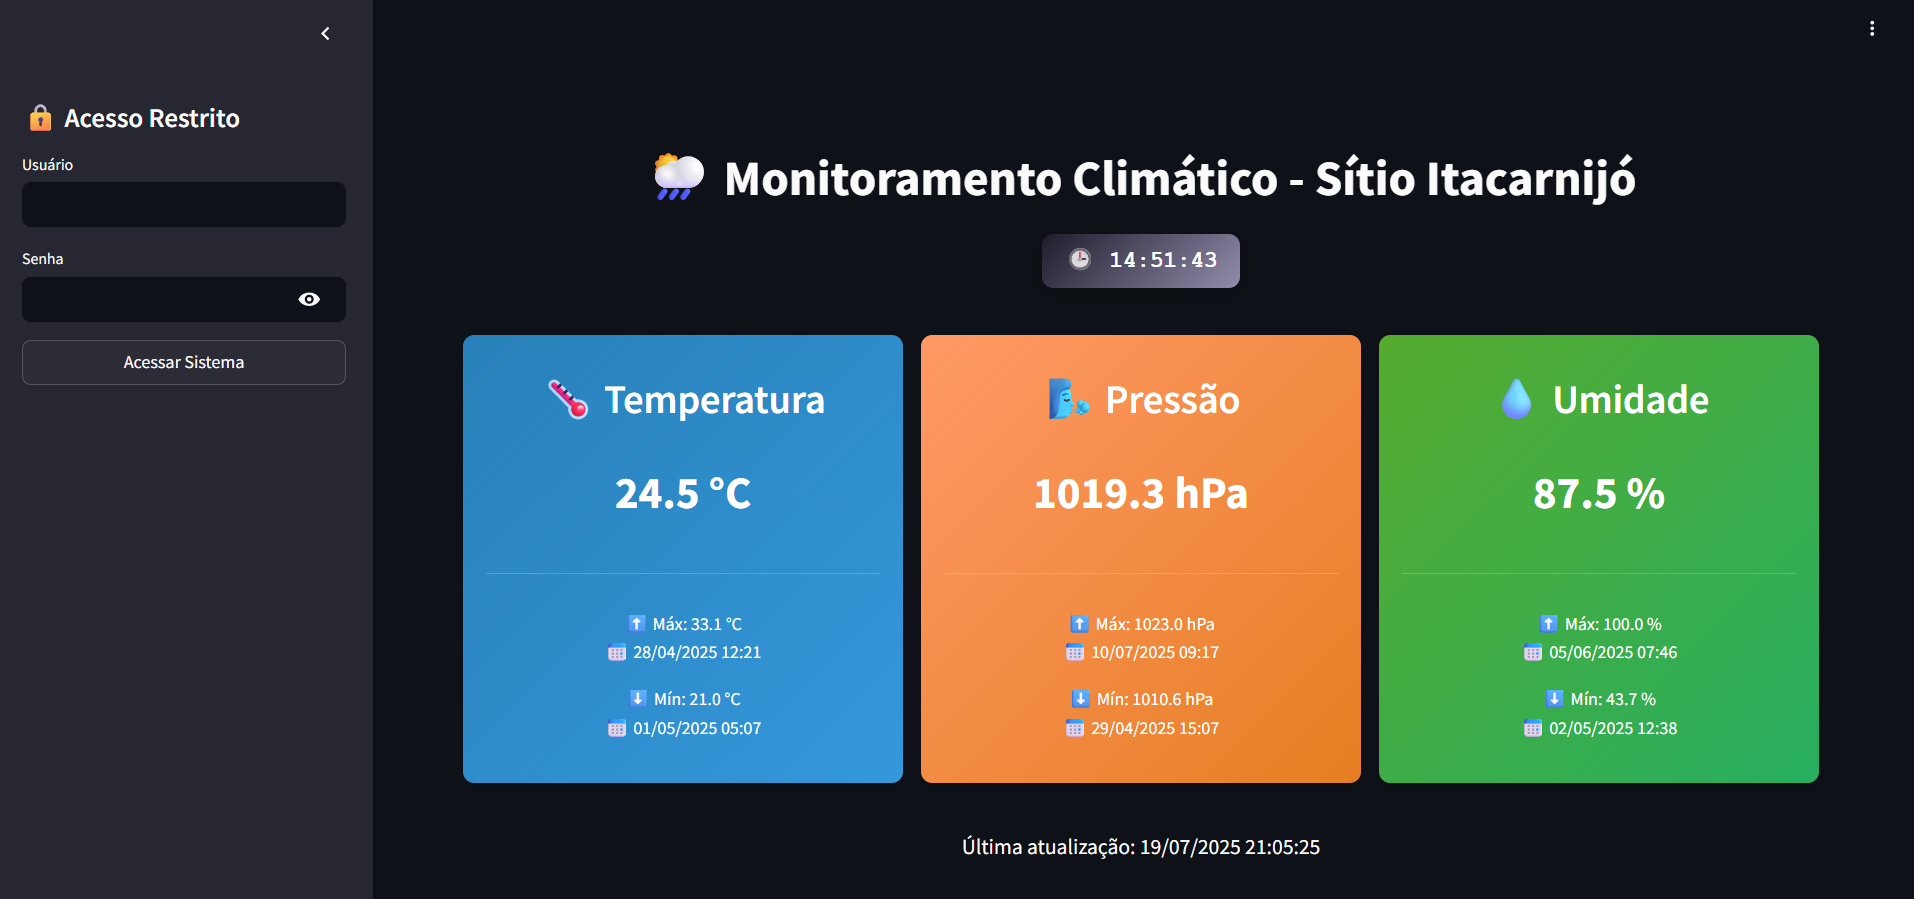 Acesso Restrito
Usuário
Senha
Acessar Sistema
Monitoramento Climático - Sítio Itacarnijó
14:51:43
Temperatura
24.5 °C
Máx: 33.1 °C
28/04/2025 12:21
Mín: 21.0 °C
01/05/2025 05:07
Pressão
1019.3 hPa
Máx: 1023.0 hPa
10/07/2025 09:17
Mín: 1010.6 hPa
29/04/2025 15:07
Umidade
87.5 %
Máx: 100.0 %
05/06/2025 07:46
Mín: 43.7 %
02/05/2025 12:38
Última atualização: 19/07/2025 21:05:25